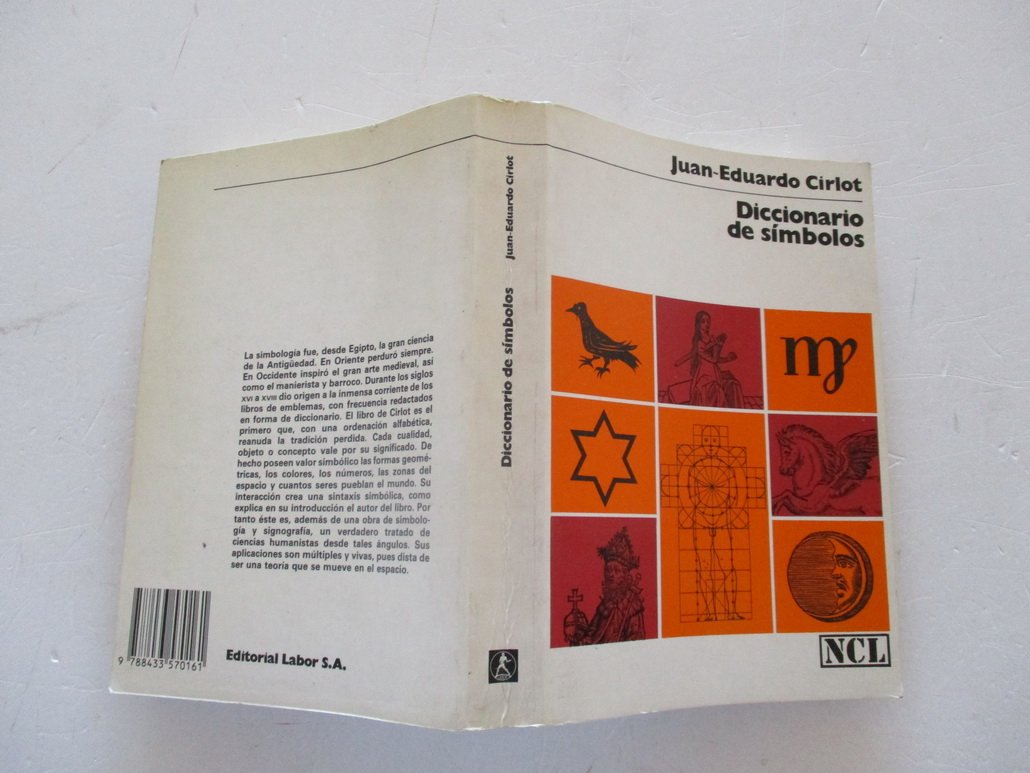 Juan-Eduardo Cirlot
Diccionario
de símbolos
NCL
Diccionario de símbolos Juan-Eduardo Cirlot
La simbología fue, desde Egipto, la gran ciencia
de la Antigüedad. En Oriente perduró siempre.
En Occidente inspiró el gran arte medieval, así
como el manierista y barroco. Durante los siglos
XVI a XVIII dio origen a la inmensa corriente de los
libros de emblemas, con frecuencia redactados
en forma de diccionario. El libro de Cirlot es el
primero que, con una ordenación alfabética,
reanuda la tradición perdida. Cada cualidad,
objeto o concepto vale por su significado. De
hecho poseen valor simbólico las formas geomé-
tricas, los colores, los números, las zonas del
espacio y cuantos seres pueblan el mundo. Su
interacción crea una sintaxis simbólica, como
explica en su introducción el autor del libro. Por
tanto éste es, además de una obra de simbolo-
gía y signografía, un verdadero tratado de
ciencias humanistas desde tales ángulos. Sus
aplicaciones son múltiples y vivas, pues dista de
ser una teoría que se mueve en el espacio.
9 788433 570161
Editorial Labor S.A.